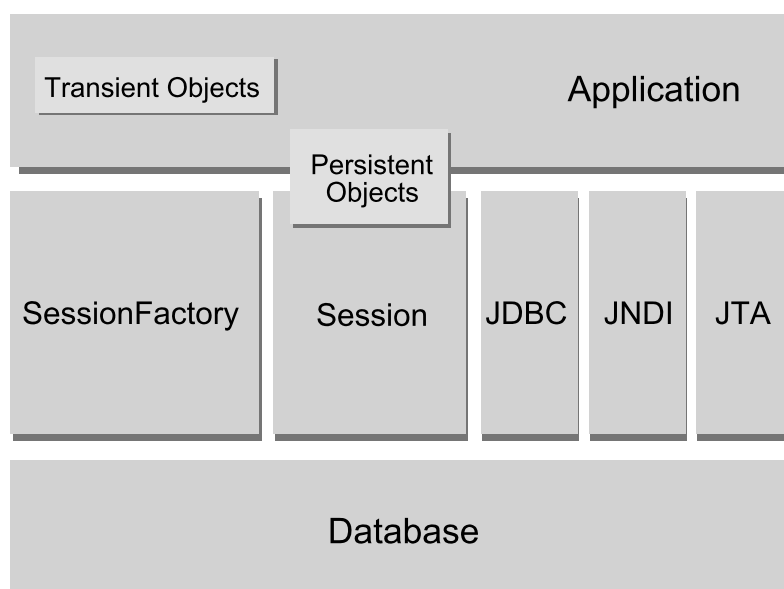 Transient Objects
Application
Persistent
Objects
SessionFactory
Session
JDBC
JNDI
JTA
Database